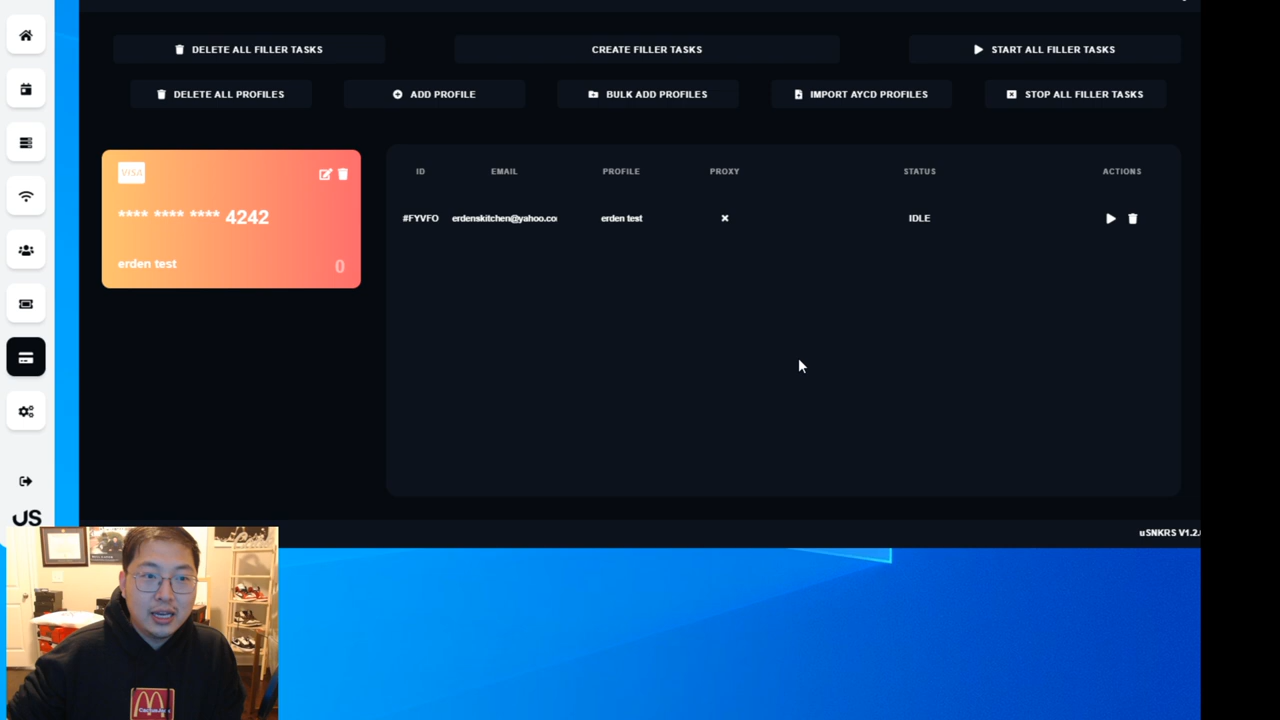 DELETE ALL FILLER TASKS
CREATE FILLER TASKS
START ALL FILLER TASKS
DELETE ALL PROFILES
ADD PROFILE
BULK ADD PROFILES
IMPORT AYCD PROFILES
STOP ALL FILLER TASKS
VISA
**** **** **** 4242
erden test
0
ID EMAIL PROFILE PROXY STATUS ACTIONS
#FYVFO erdenskitchen@yahoo.co erden test IDLE
US
uSNKRS V1.2.